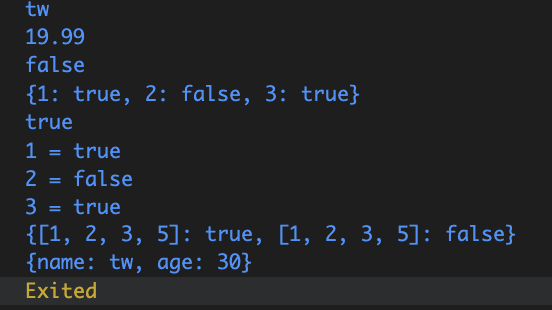 tw
19.99
false
{1: true, 2: false, 3: true}
true
1 = true
2 = false
3 = true
{[1, 2, 3, 5]: true, [1, 2, 3, 5]: false}
{name: tw, age: 30}
Exited